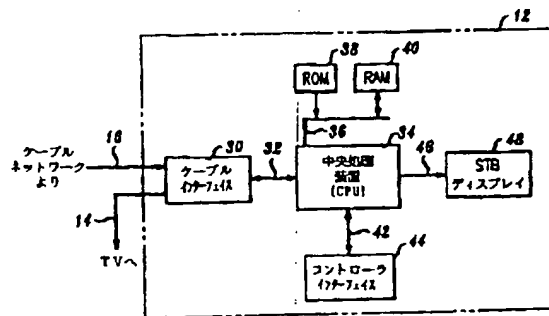 12
38
40
ROM
RAM
36
34
ケーブル
ネットワーク
より
16
30
ケーブル
インターフェイス
32
中央処理
装置
(CPU)
46
48
STB
ディスプレイ
14
TVへ
42
44
コントローラ
インターフェイス